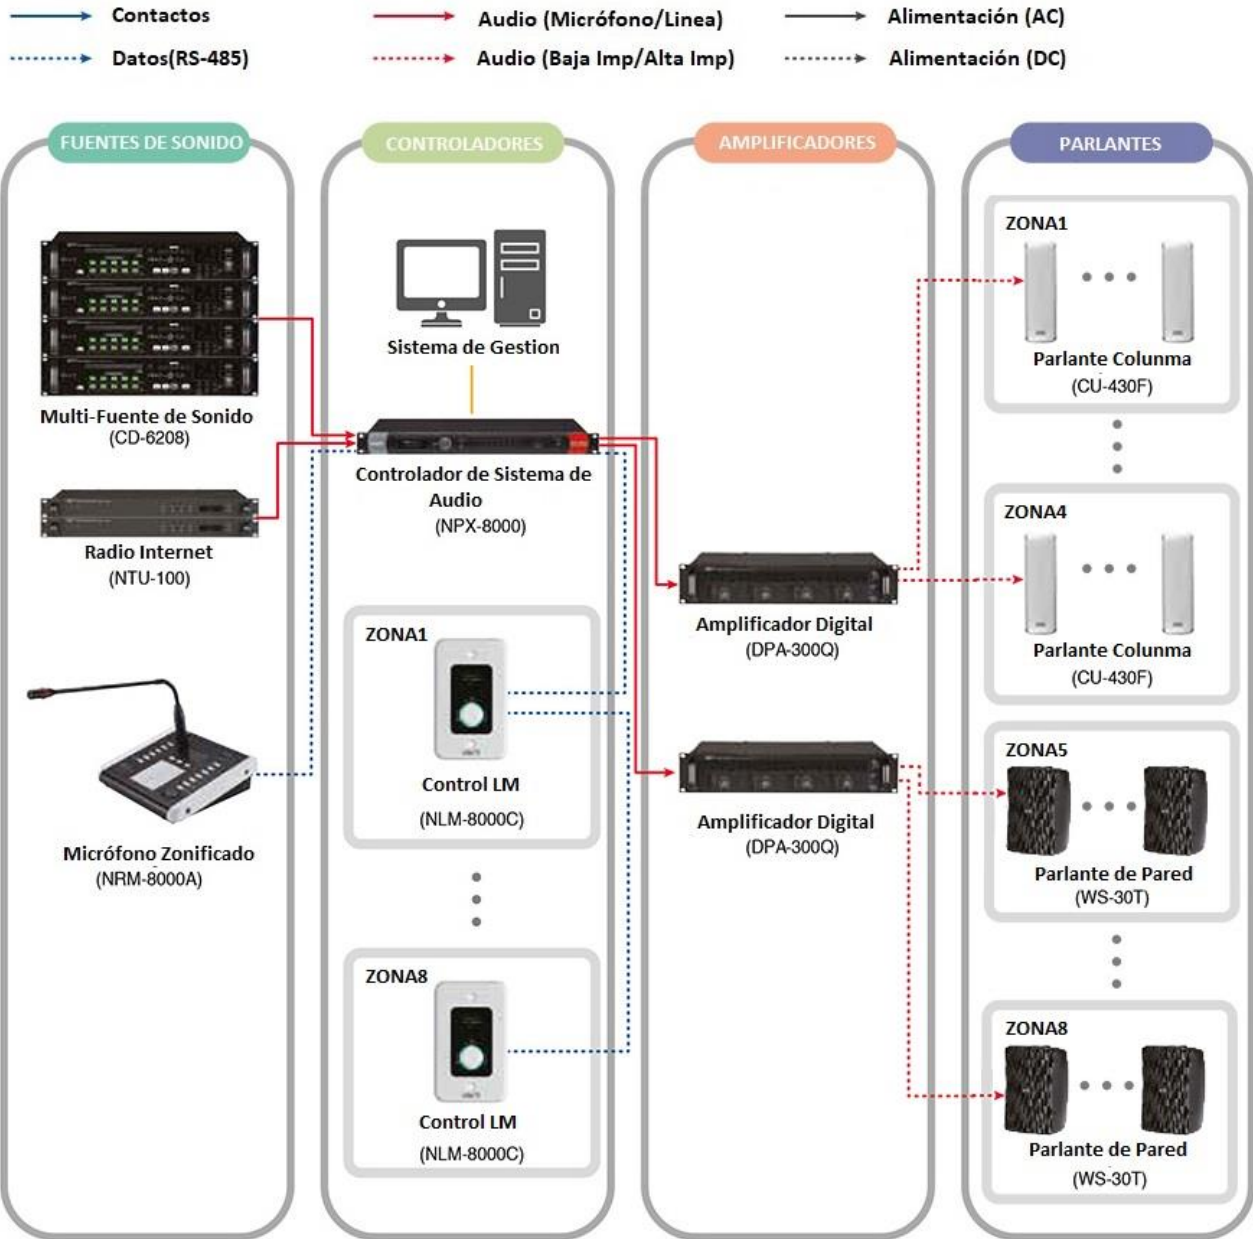 Contactos
Audio (Micrófono/Linea)
Alimentación (AC)
Datos(RS-485)
Audio (Baja Imp/Alta Imp)
Alimentación (DC)
FUENTES DE SONIDO
Multi-Fuente de Sonido
(CD-6208)
Radio Internet
(NTU-100)
Micrófono Zonificado
(NRM-8000A)
CONTROLADORES
Sistema de Gestion
Controlador de Sistema de
Audio
(NPX-8000)
ZONA1
Control LM
(NLM-8000C)
ZONA8
Control LM
(NLM-8000C)
AMPLIFICADORES
Amplificador Digital
(DPA-300Q)
Amplificador Digital
(DPA-300Q)
PARLANTES
ZONA1
Parlante Colunma
(CU-430F)
ZONA4
Parlante Colunma
(CU-430F)
ZONA5
Parlante de Pared
(WS-30T)
ZONA8
Parlante de Pared
(WS-30T)